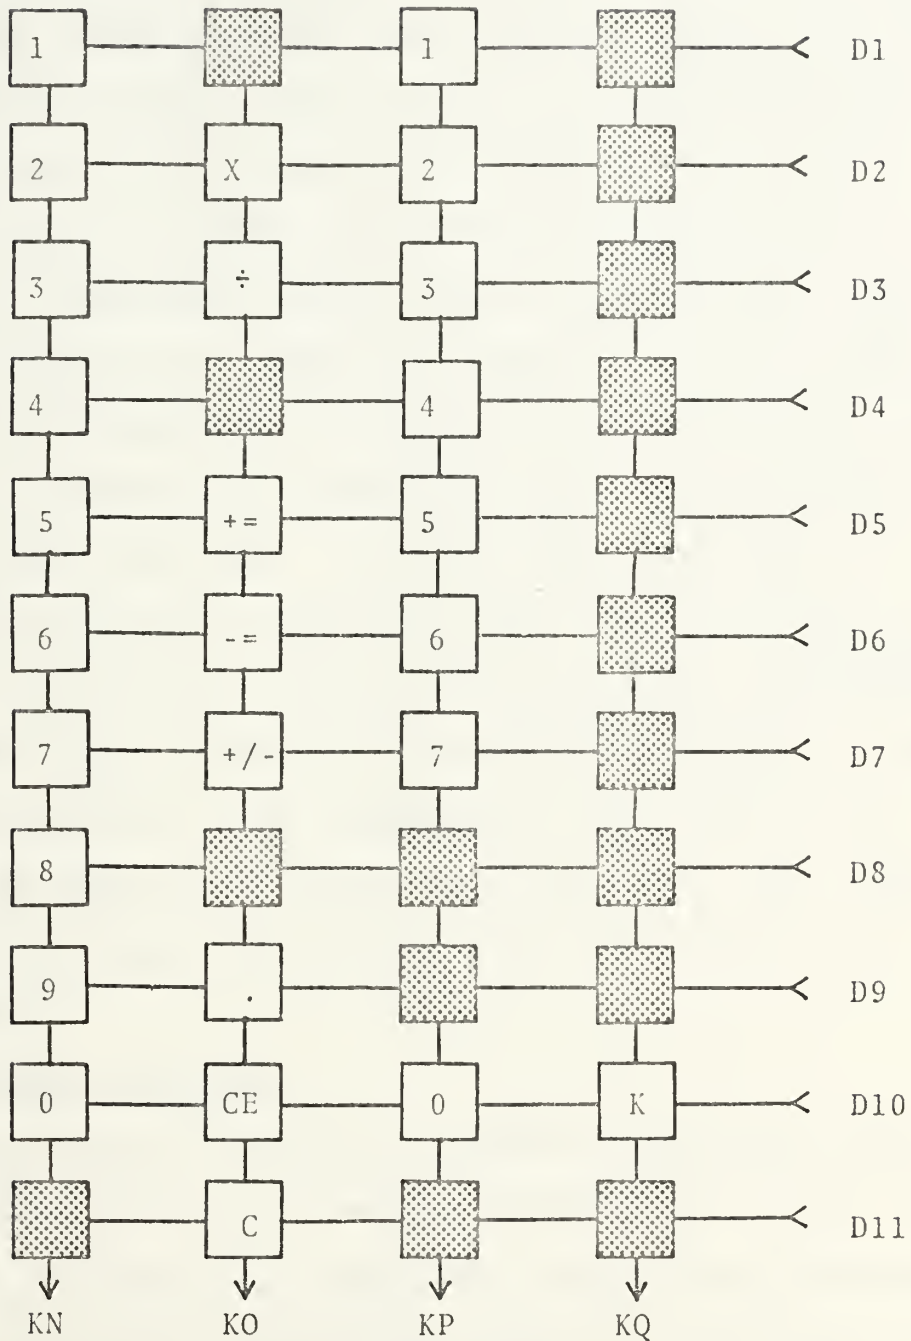 1 1 D1
2 X 2 D2
3 ÷ 3 D3
4 4 D4
5 += 5 D5
6 -= 6 D6
7 +/- 7 D7
8 D8
9 . D9
0 CE 0 K D10
C D11
KN KO KP KQ